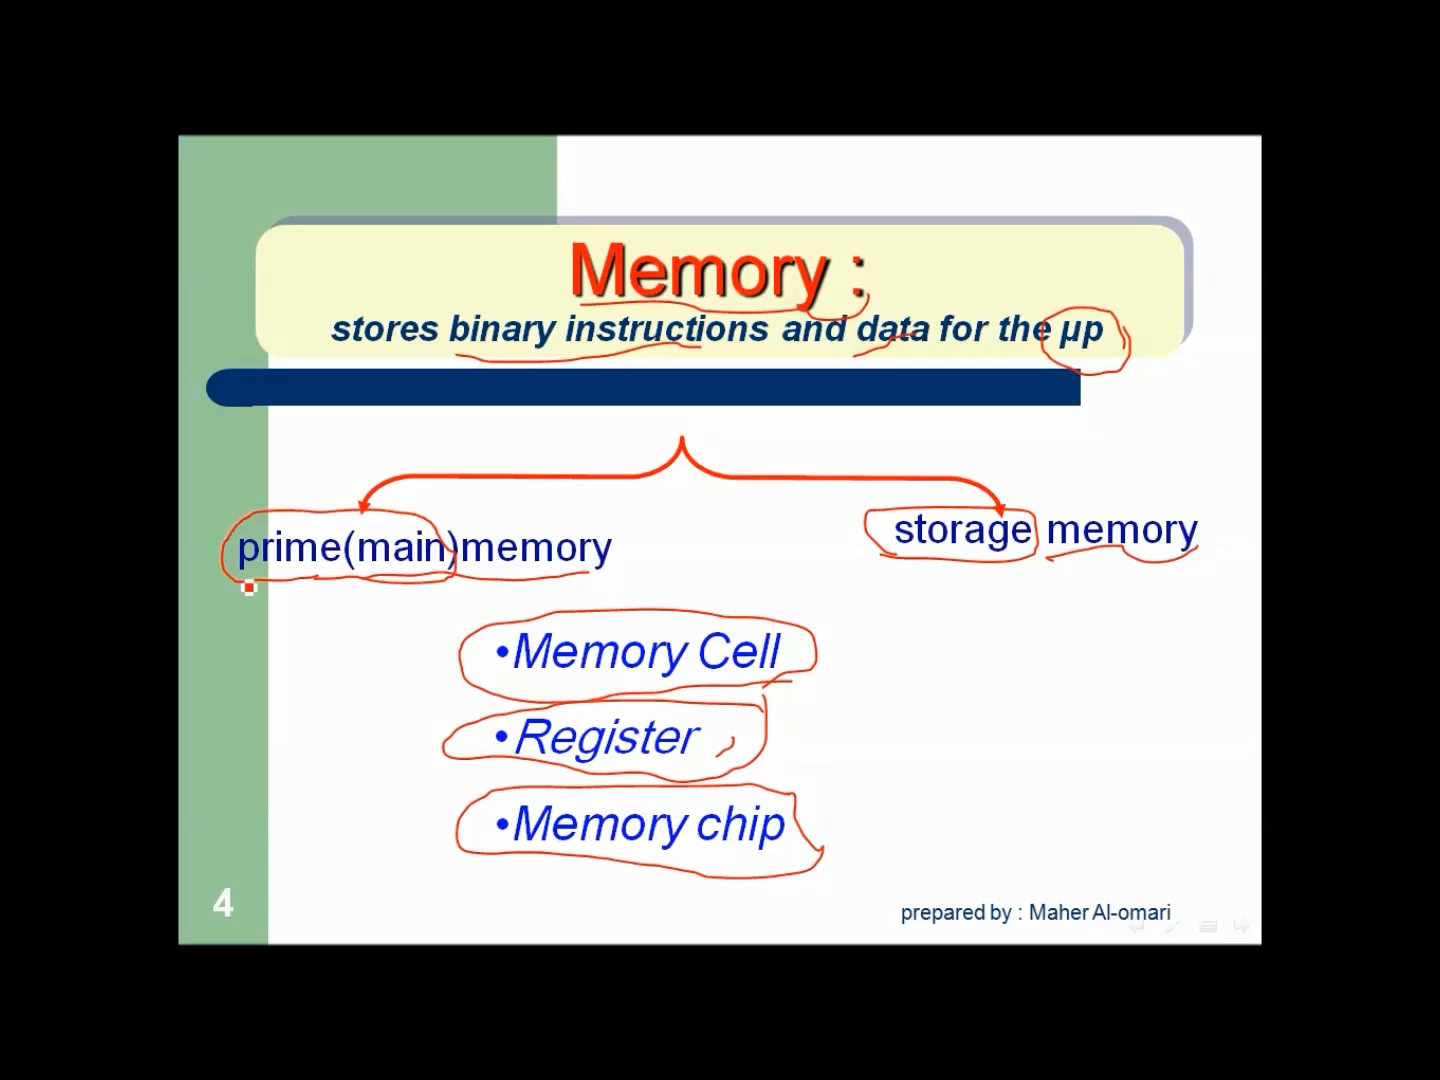 Memory :
stores binary instructions and data for the µp
prime(main)memory
storage memory
•Memory Cell
•Register
•Memory chip
4
prepared by : Maher Al-omari